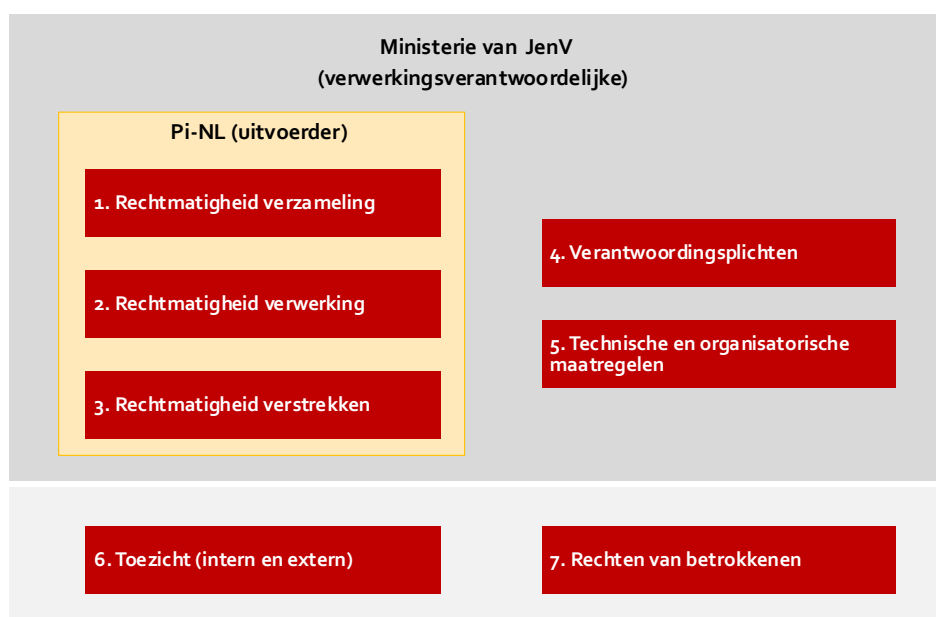 Ministerie van JenV
(verwerkingsverantwoordelijke)
Pi-NL (uitvoerder)
1. Rechtmatigheid verzameling
2. Rechtmatigheid verwerking
3. Rechtmatigheid verstrekken
4. Verantwoordingsplichten
5. Technische en organisatorische
maatregelen
6. Toezicht (intern en extern)
7. Rechten van betrokkenen